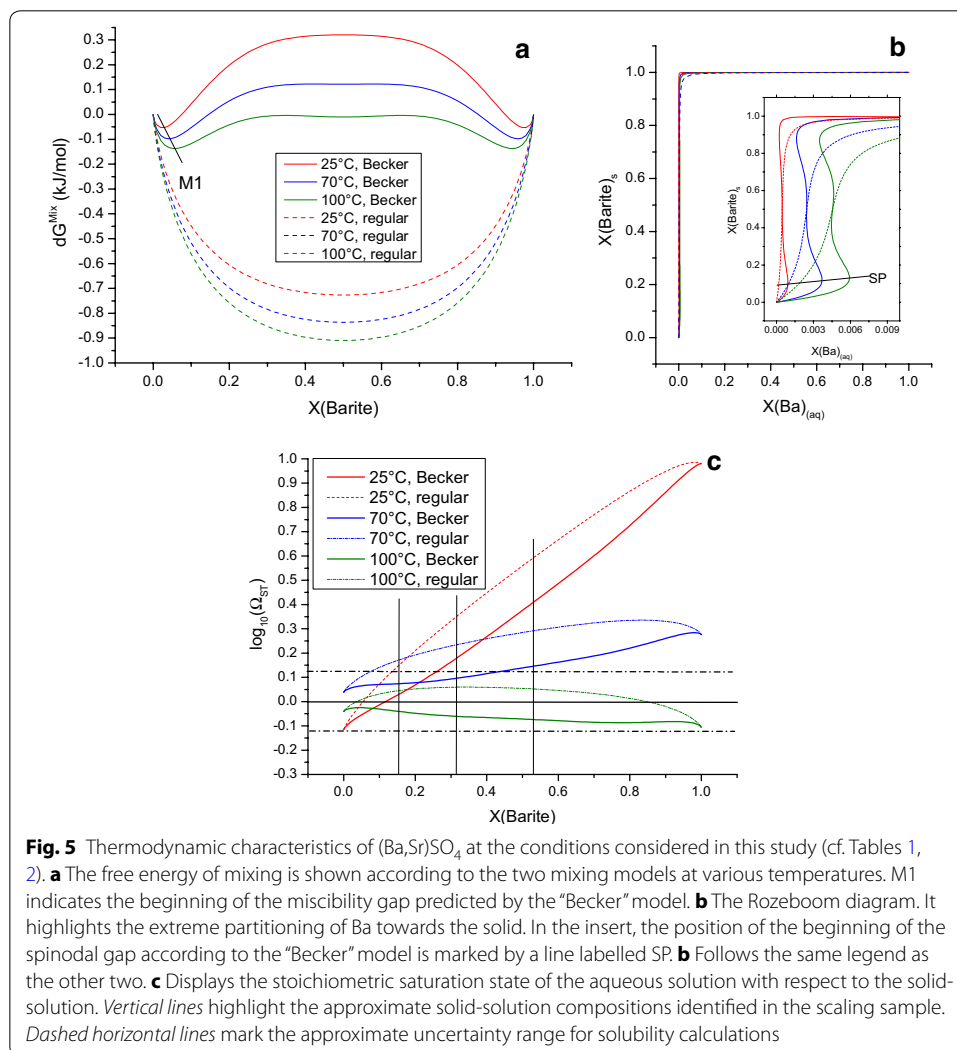 a
0.3
0.2
0.1
0.0
-0.1
-0.2
-0.3
-0.4
-0.5
-0.6
-0.7
-0.8
-0.9
-1.0
dG^Mix (kJ/mol)
M1
25°C, Becker
70°C, Becker
100°C, Becker
25°C, regular
70°C, regular
100°C, regular
0.0 0.2 0.4 0.6 0.8 1.0
X(Barite)
b
1.0
0.8
0.6
0.4
0.2
0.0
X(Barite)_s
1.0
0.8
0.6
0.4
0.2
0.0
X(Barite)_s
SP
0.000 0.003 0.006 0.009
X(Ba)_(aq)
0.0 0.2 0.4 0.6 0.8 1.0
X(Ba)_(aq)
c
1.0
0.9
0.8
0.7
0.6
0.5
0.4
0.3
0.2
0.1
0.0
-0.1
-0.2
-0.3
log₁₀(Ω_ST)
25°C, Becker
25°C, regular
70°C, Becker
70°C, regular
100°C, Becker
100°C, regular
0.0 0.2 0.4 0.6 0.8 1.0
X(Barite)
Fig. 5 Thermodynamic characteristics of (Ba,Sr)SO₄ at the conditions considered in this study (cf. Tables 1,
2). a The free energy of mixing is shown according to the two mixing models at various temperatures. M1
indicates the beginning of the miscibility gap predicted by the “Becker” model. b The Rozeboom diagram. It
highlights the extreme partitioning of Ba towards the solid. In the insert, the position of the beginning of the
spinodal gap according to the “Becker” model is marked by a line labelled SP. b Follows the same legend as
the other two. c Displays the stoichiometric saturation state of the aqueous solution with respect to the solid-
solution. Vertical lines highlight the approximate solid-solution compositions identified in the scaling sample.
Dashed horizontal lines mark the approximate uncertainty range for solubility calculations